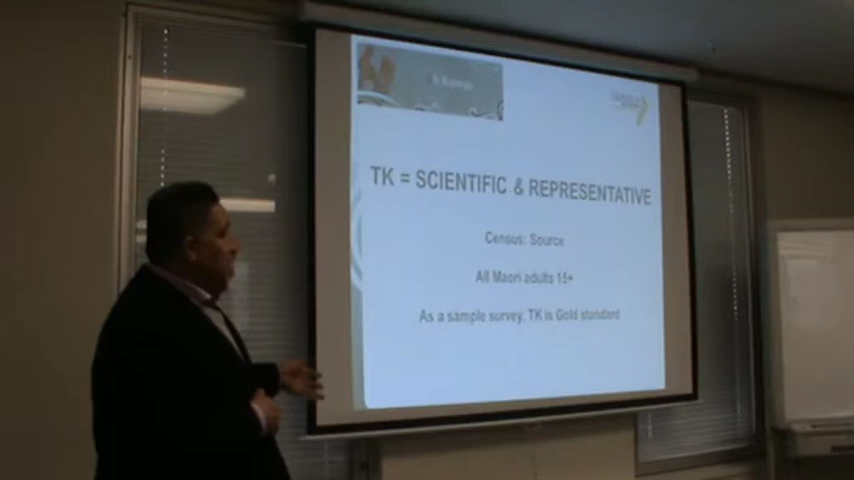 TK = SCIENTIFIC & REPRESENTATIVE
Census: Source
All Maori adults 15+
As a sample survey, TK is Gold standard